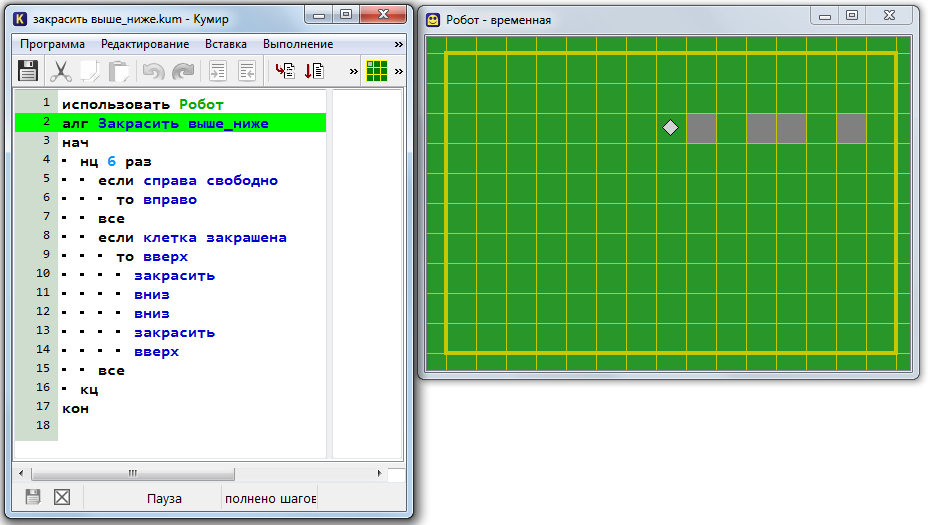 закрасить выше_ниже.kum - Кумир
Программа Редактирование Вставка Выполнение »
» »
1 использовать Робот
2 алг Закрасить выше_ниже
3 нач
4 нц 6 раз
5 если справа свободно
6 то вправо
7 все
8 если клетка закрашена
9 то вверх
10 закрасить
11 вниз
12 вниз
13 закрасить
14 вверх
15 все
16 кц
17 кон
18
Пауза полнено шагов
Робот - временная